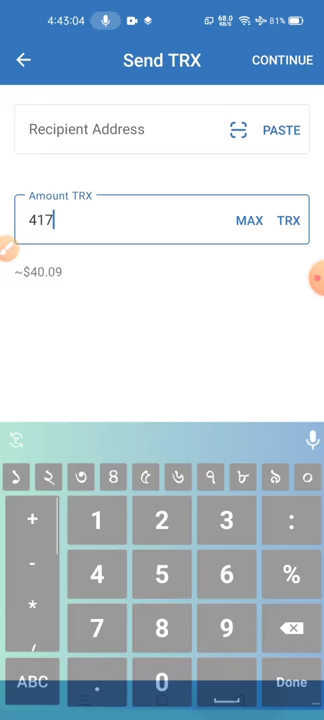 4:43:04 68.0 KB/S 81%
Send TRX CONTINUE
Recipient Address PASTE
Amount TRX
417 MAX TRX
~$40.09
১ ২ ৩ ৪ ৫ ৬ ৭ ৮ ৯ ০
+ 1 2 3 :
- 4 5 6 %
* 7 8 9
/
ABC . 0 Done